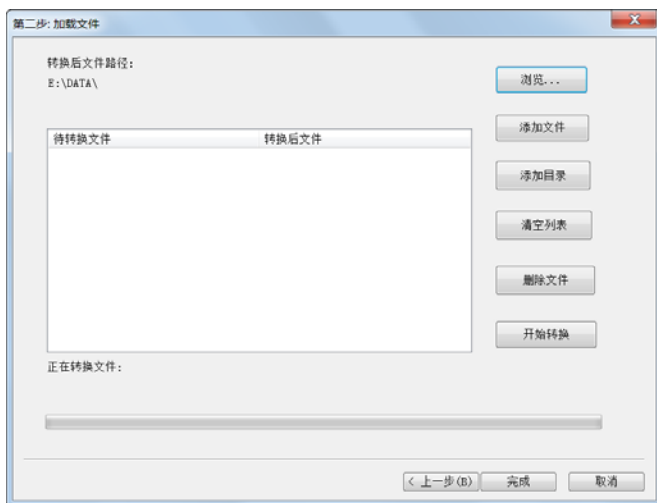 第二步: 加载文件
转换后文件路径:
E:\DATA\
浏览...
待转换文件 转换后文件
添加文件
添加目录
清空列表
删除文件
开始转换
正在转换文件:
< 上一步(B) 完成 取消